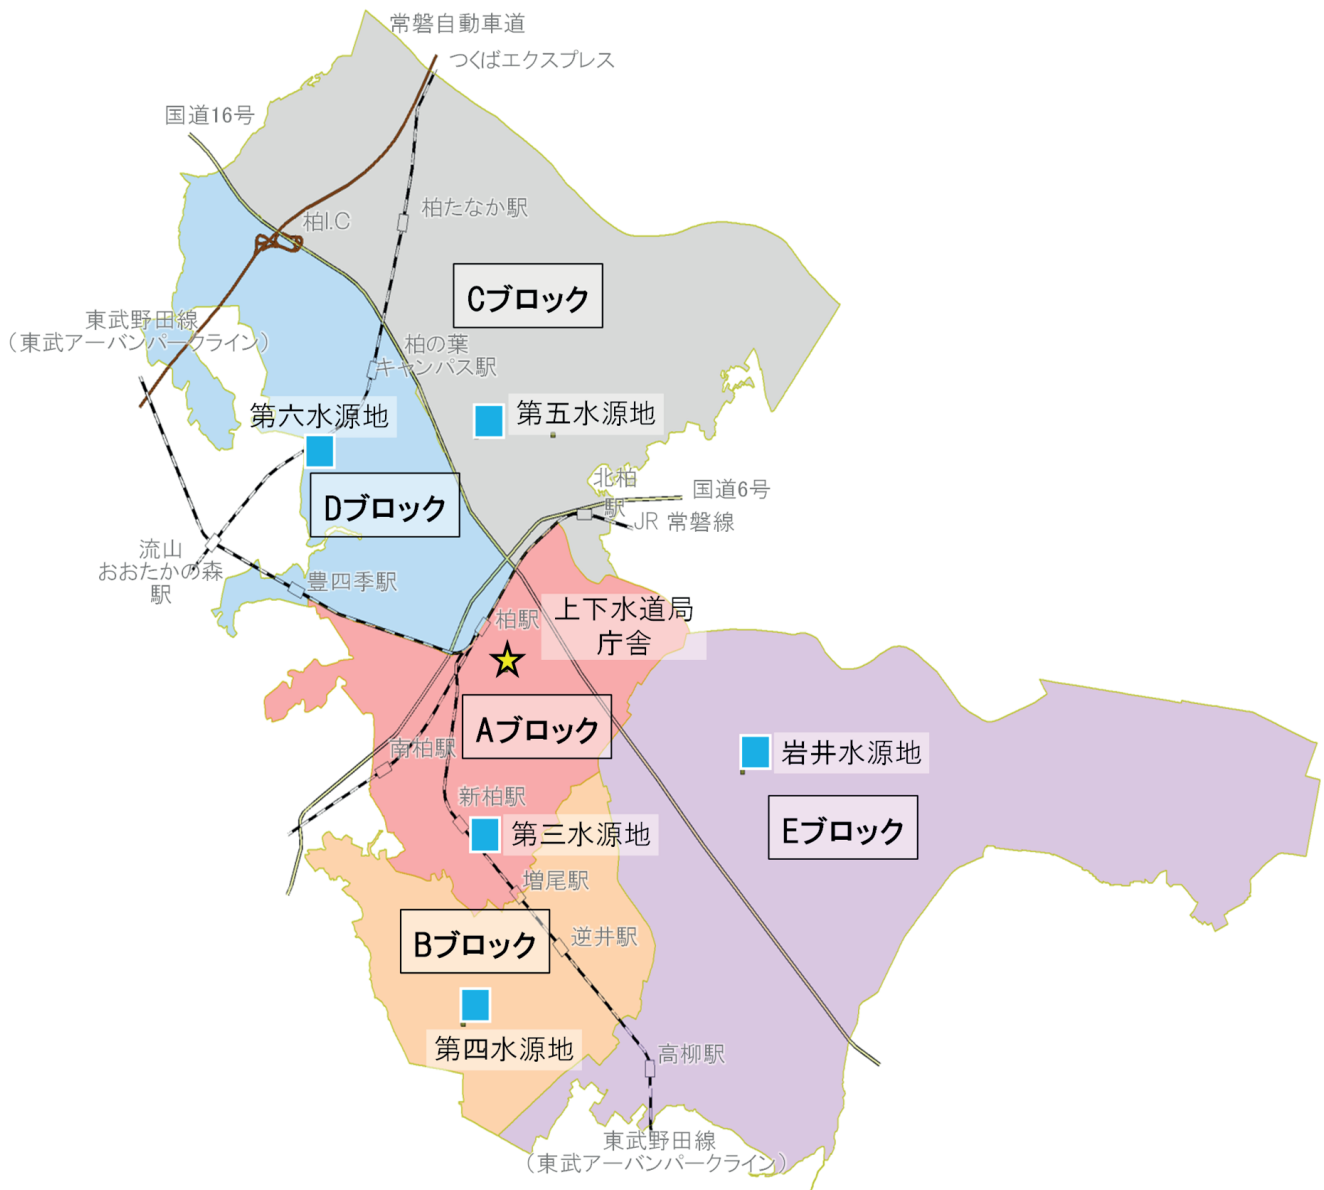 常磐自動車道
つくばエクスプレス
国道16号
柏I.C
柏たなか駅
Cブロック
東武野田線
（東武アーバンパークライン）
柏の葉
キャンパス駅
第六水源地
第五水源地
Dブロック
北柏
駅
国道6号
JR 常磐線
流山
おおたかの森
駅
豊四季駅
柏駅
上下水道局
庁舎
Aブロック
南柏駅
岩井水源地
新柏駅
第三水源地
Eブロック
増尾駅
Bブロック
逆井駅
第四水源地
高柳駅
東武野田線
（東武アーバンパークライン）